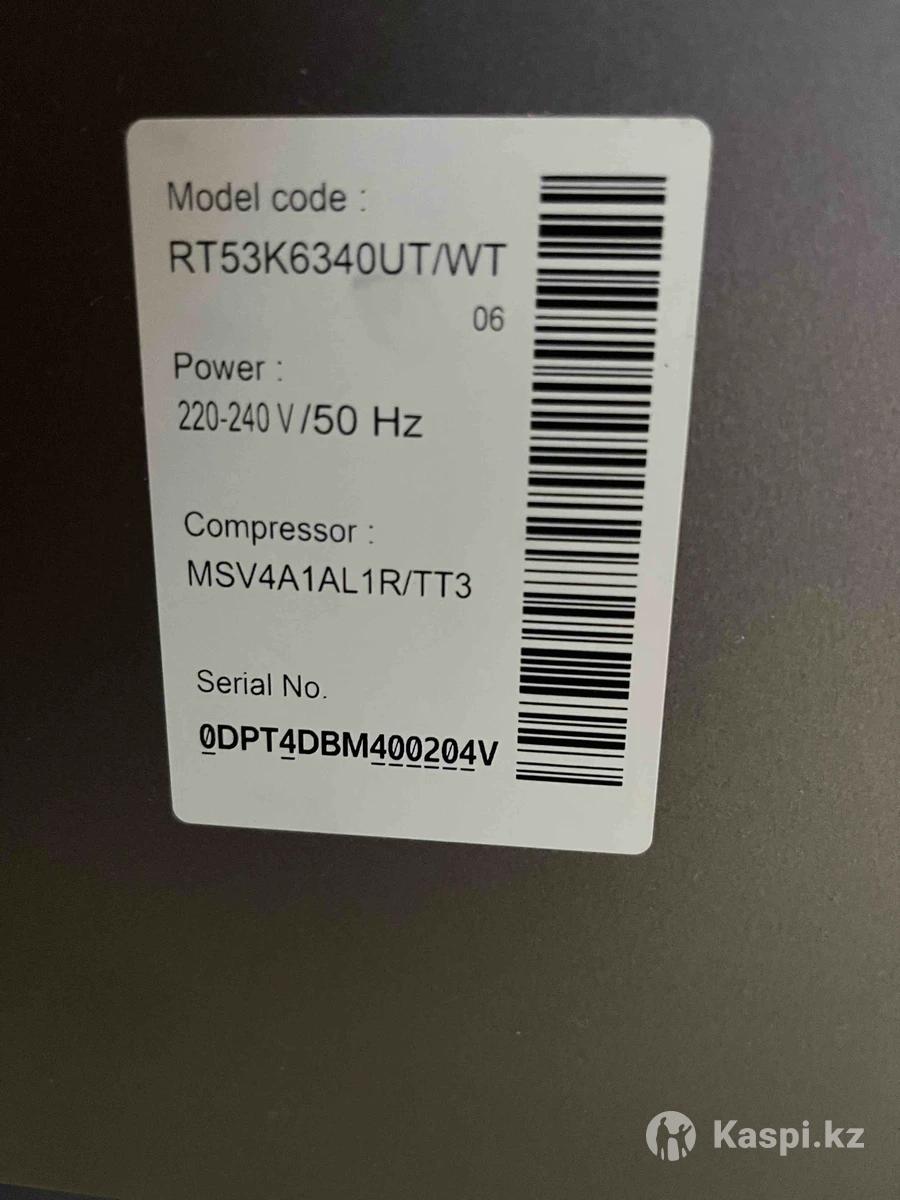 Model code :
RT53K6340UT/WT
06
Power :
220-240 V/50 Hz
Compressor :
MSV4A1AL1R/TT3
Serial No.
0DPT4DBM400204V
Kaspi.kz